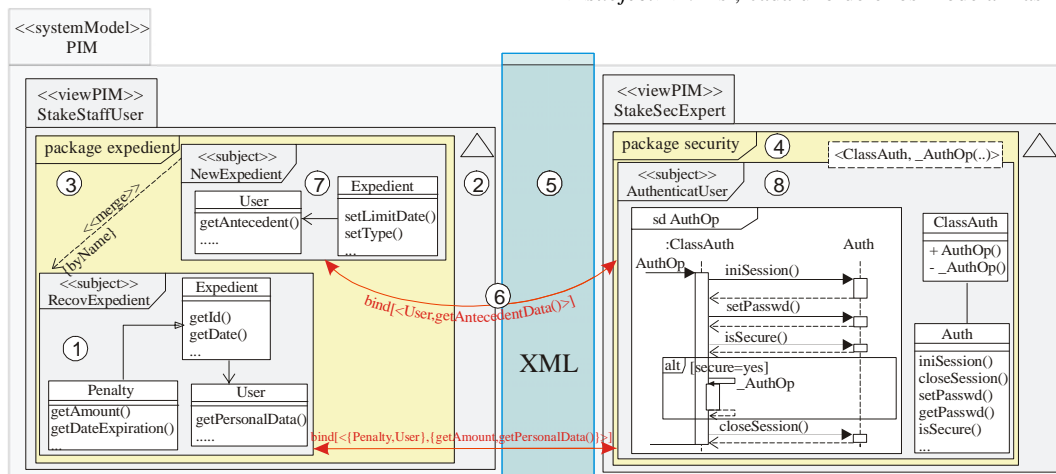 <<systemModel>>
PIM
<<viewPIM>>
StakeStaffUser
package expedient
3
<<subject>>
NewExpedient
7
2
User
getAntecedent()
.....
Expedient
setLimitDate()
setType()
...
<<merge>>
{byName}
<<subject>>
RecovExpedient
1
Expedient
getId()
getDate()
...
Penalty
getAmount()
getDateExpiration()
User
getPersonalData()
.....
5
6
XML
bind[<User,getAntecedentData()>]
bind[<{Penalty,User},{getAmount,getPersonalData()}>]
<<viewPIM>>
StakeSecExpert
package security
4
<ClassAuth, _AuthOp(..)>
<<subject>>
AuthenticatUser
8
sd AuthOp
:ClassAuth
Auth
AuthOp
iniSession()
setPasswd()
isSecure()
alt
[secure=yes]
_AuthOp
closeSession()
ClassAuth
+ AuthOp()
- _AuthOp()
Auth
iniSession()
closeSession()
setPasswd()
getPasswd()
isSecure()
...